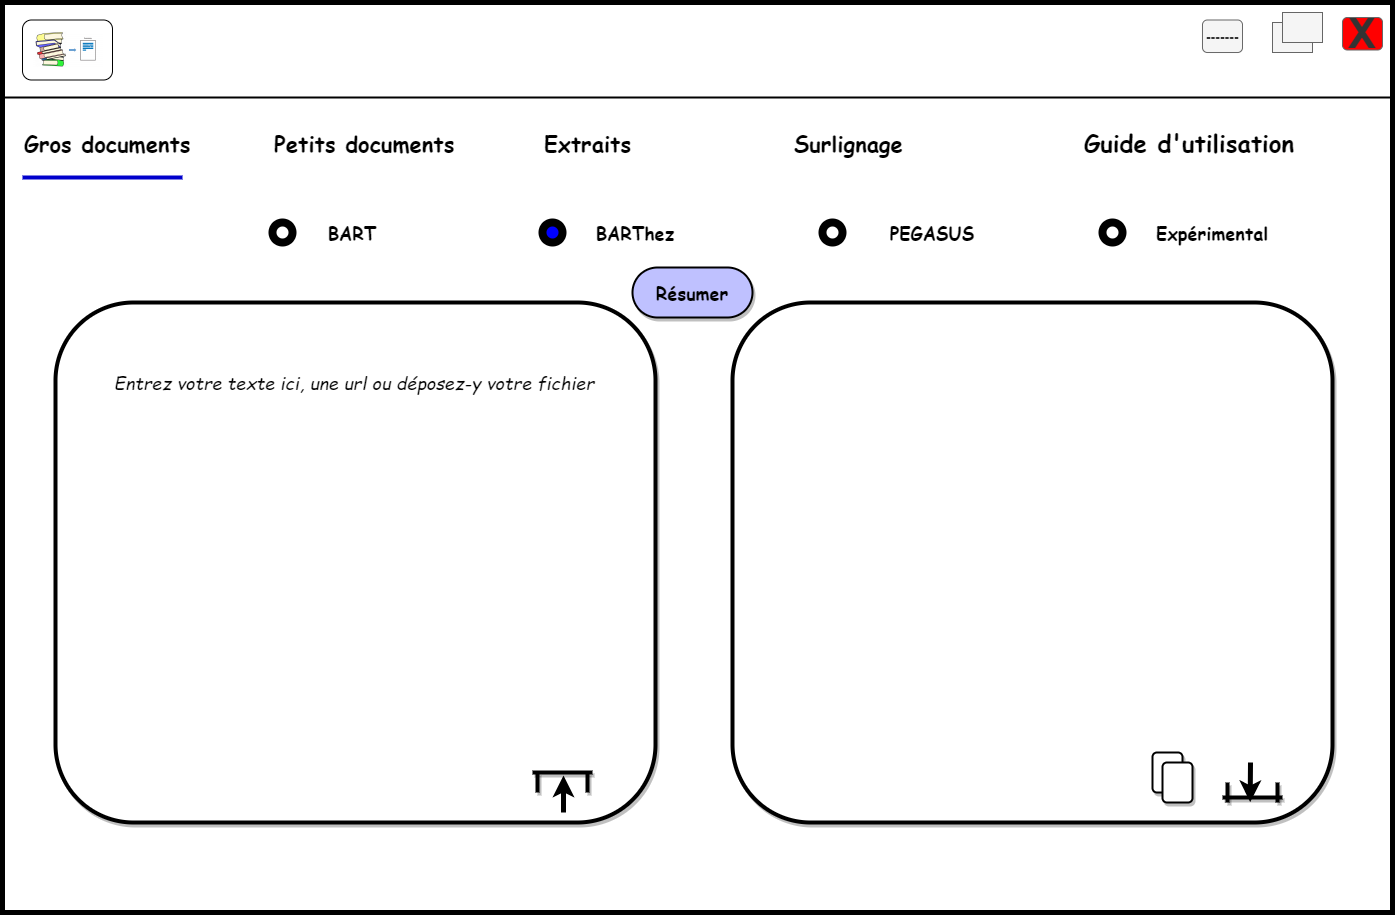 -------
X
Gros documents
Petits documents
Extraits
Surlignage
Guide d'utilisation
BART
BARThez
PEGASUS
Expérimental
Résumer
Entrez votre texte ici, une url ou déposez-y votre fichier